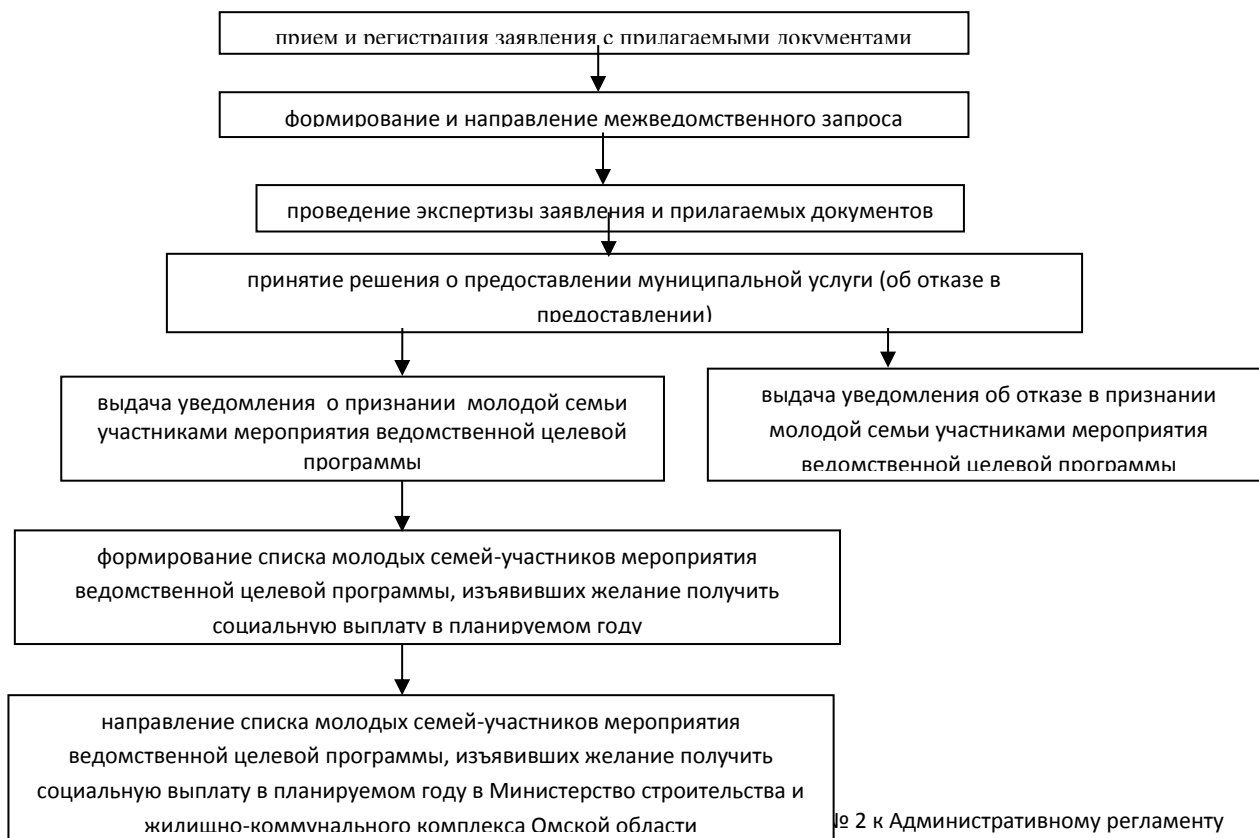 прием и регистрация заявления с прилагаемыми документами
формирование и направление межведомственного запроса
проведение экспертизы заявления и прилагаемых документов
принятие решения о предоставлении муниципальной услуги (об отказе в
предоставлении)
выдача уведомления о признании молодой семьи
участниками мероприятия ведомственной целевой
программы
выдача уведомления об отказе в признании
молодой семьи участниками мероприятия
ведомственной целевой программы
формирование списка молодых семей-участников мероприятия
ведомственной целевой программы, изъявивших желание получить
социальную выплату в планируемом году
направление списка молодых семей-участников мероприятия
ведомственной целевой программы, изъявивших желание получить
социальную выплату в планируемом году в Министерство строительства и
жилищно-коммунального комплекса Омской области
№ 2 к Административному регламенту